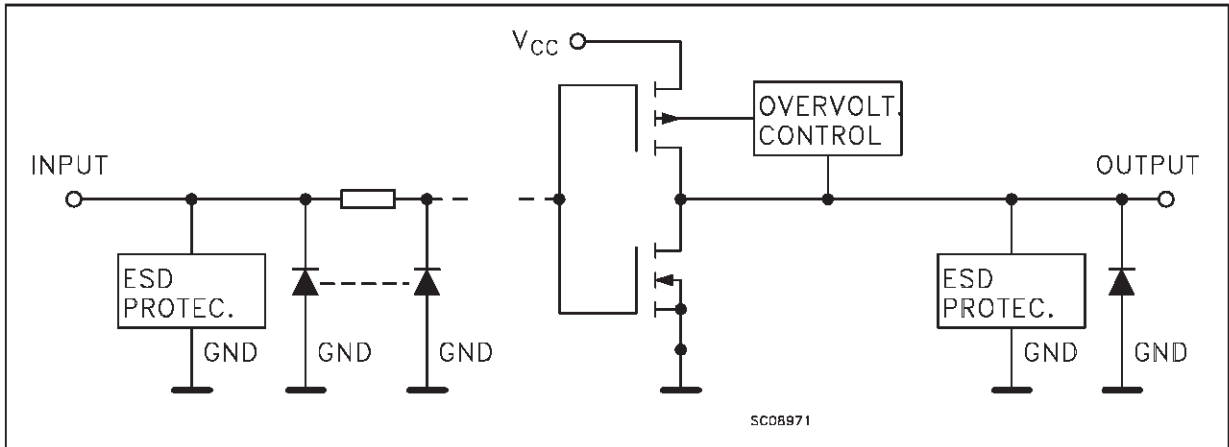 VCC
OVERVOLT.
CONTROL
INPUT
OUTPUT
ESD
PROTEC.
GND
GND
GND
ESD
PROTEC.
GND
GND
SC08971